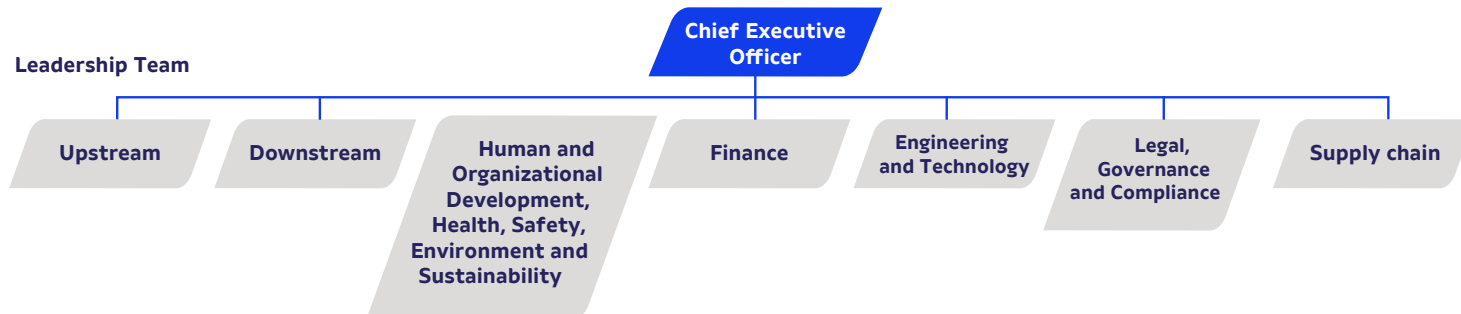 Chief Executive
Officer
Leadership Team
Upstream
Downstream
Human and
Organizational
Development,
Health, Safety,
Environment and
Sustainability
Finance
Engineering
and Technology
Legal,
Governance
and Compliance
Supply chain